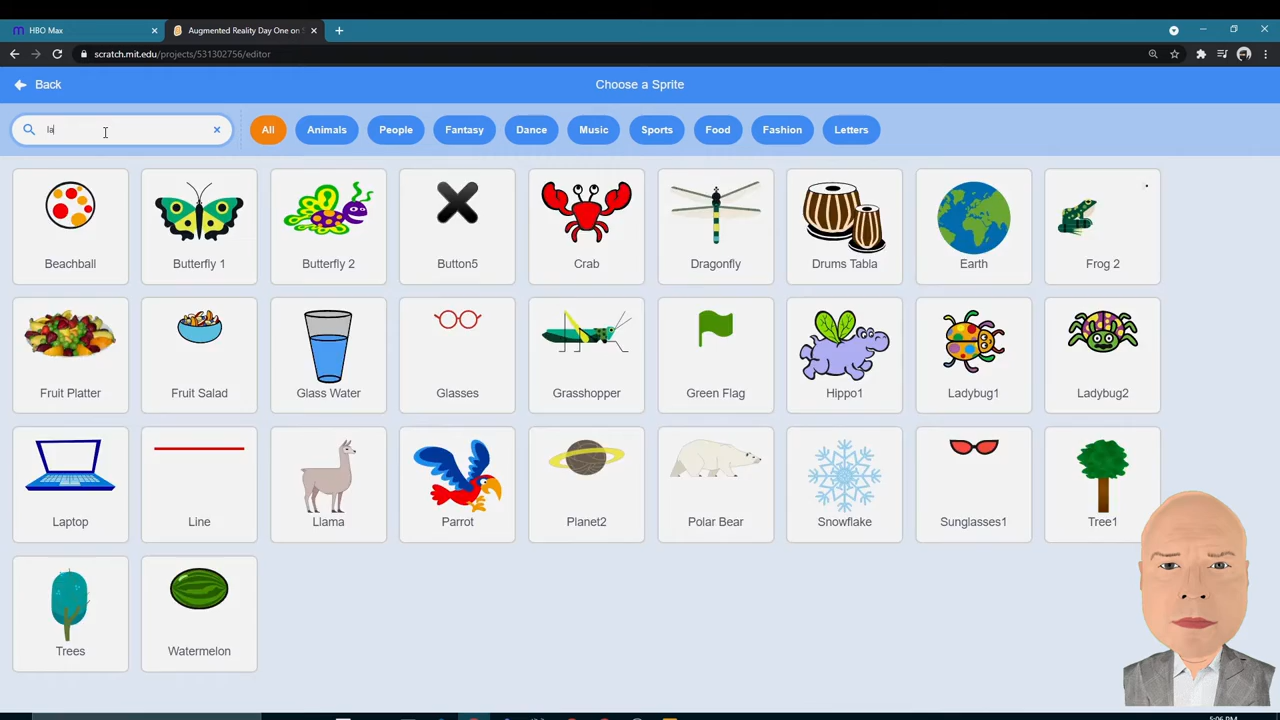 HBO Max
Augmented Reality Day One on
scratch.mit.edu/projects/531302756/editor
Back
Choose a Sprite
la
All
Animals
People
Fantasy
Dance
Music
Sports
Food
Fashion
Letters
Beachball
Butterfly 1
Butterfly 2
Button5
Crab
Dragonfly
Drums Tabla
Earth
Frog 2
Fruit Platter
Fruit Salad
Glass Water
Glasses
Grasshopper
Green Flag
Hippo1
Ladybug1
Ladybug2
Laptop
Line
Llama
Parrot
Planet2
Polar Bear
Snowflake
Sunglasses1
Tree1
Trees
Watermelon
5:06 PM